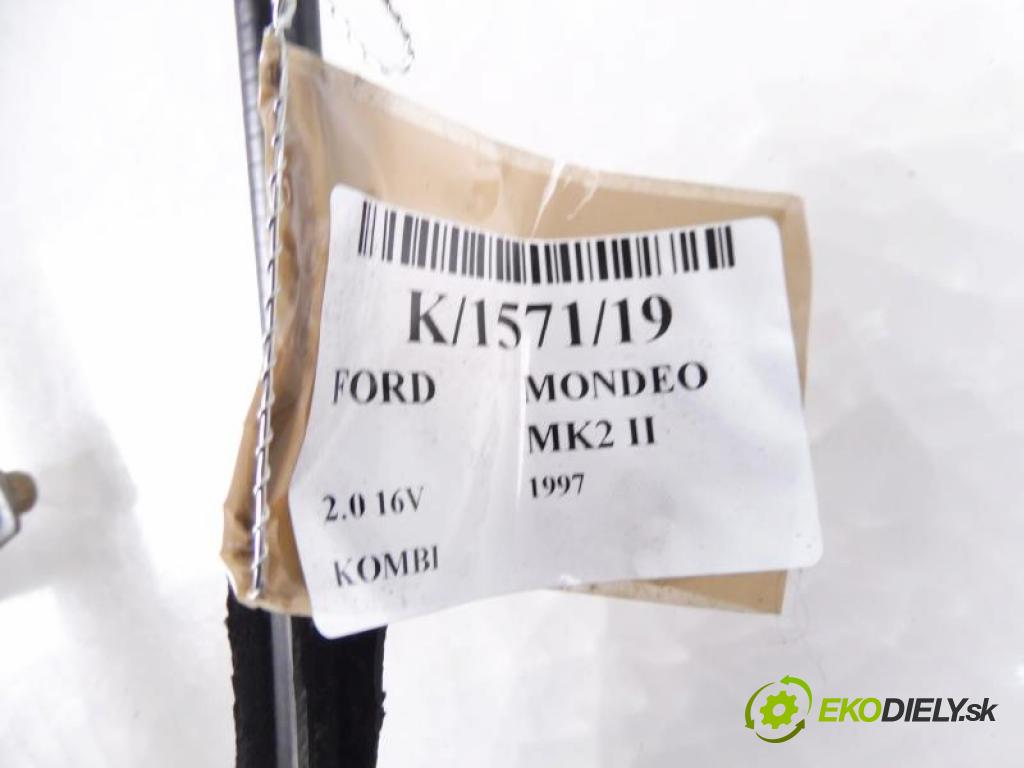 K/1571/19
FORD MONDEO
MK2 II
2.0 16V 1997
KOMBI
EKODIELY.sk